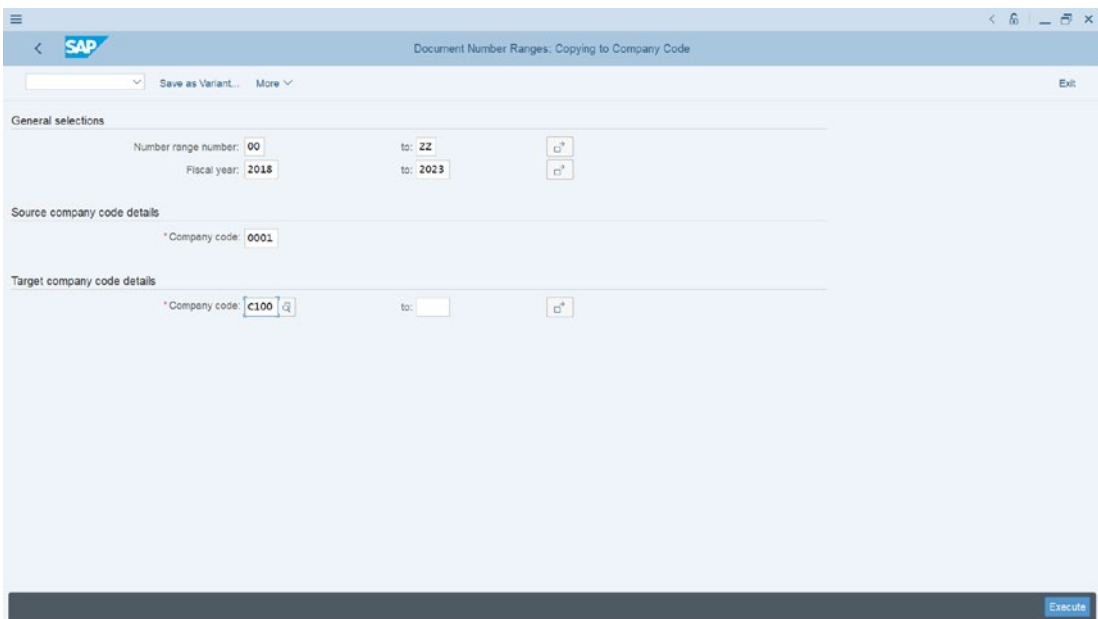 SAP
Document Number Ranges: Copying to Company Code
Save as Variant... More
Exit
General selections
Number range number: 00 to: ZZ
Fiscal year: 2018 to: 2023
Source company code details
*Company code: 0001
Target company code details
*Company code: C100 to:
Execute